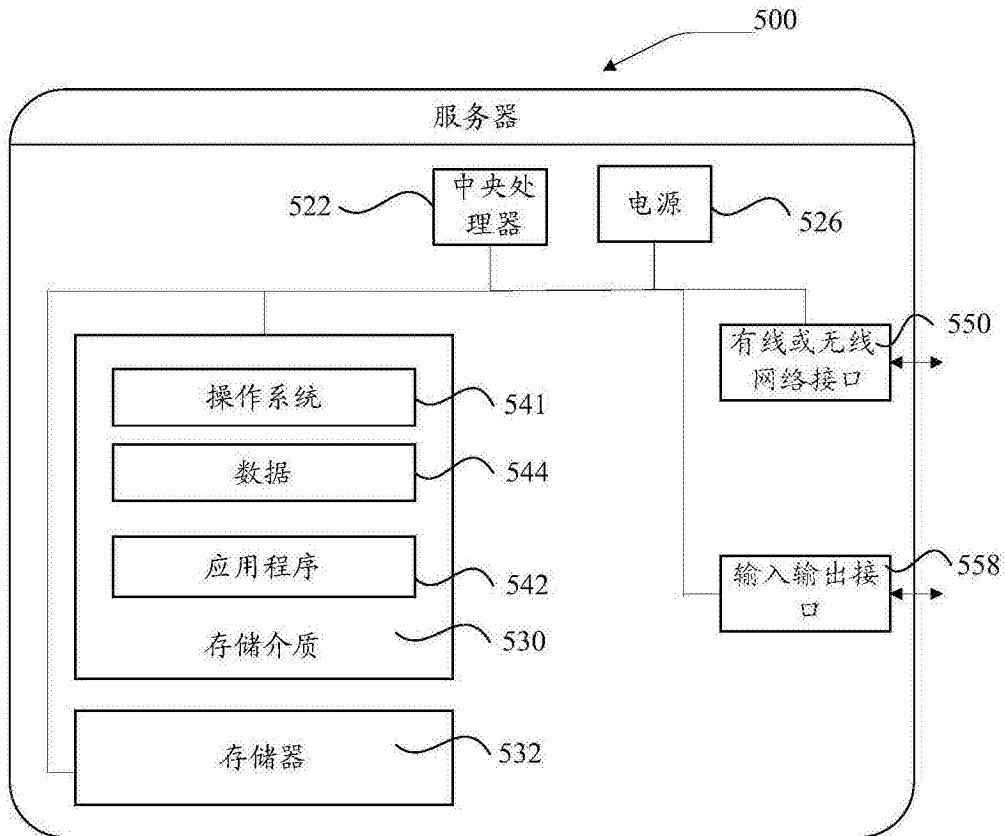 500
服务器
522
中央处
理器
电源
526
有线或无线
网络接口
550
操作系统
541
数据
544
应用程序
542
存储介质
530
输入输出接
口
558
存储器
532